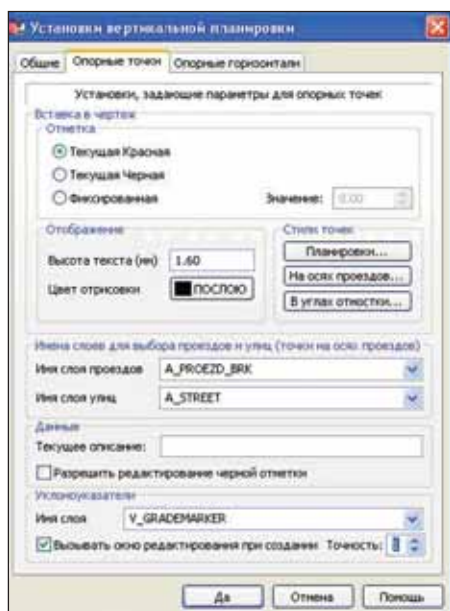 Установки вертикальной планировки
Общие Опорные точки Опорные горизонтали
Установки, задающие параметры для опорных точек
Вставка в чертеж
Отметка
Текущая Красная
Текущая Черная
Фиксированная Значение: 0.00
Отображение Стили точек
Высота текста (мм) 1.60 Планировки...
Цвет отрисовки ПОСЛОЮ На осях проездов...
В углах отмостки...
Имена слоев для выбора проездов и улиц (точки на осях проездов)
Имя слоя проездов A_PROEZD_BRK
Имя слоя улиц A_STREET
Данные
Текущее описание:
Разрешить редактирование черной отметки
Уклоноуказатели
Имя слоя V_GRADEMARKER
Вызывать окно редактирования при создании Точность:
Да Отмена Помощь